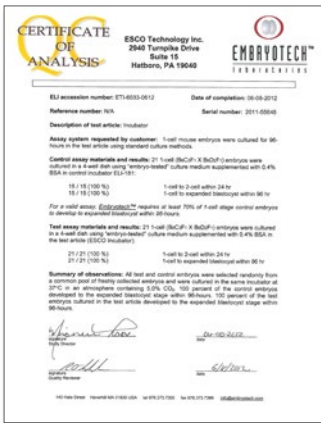 CERTIFICATE
OF
ANALYSIS
ESCO Technology Inc.
2940 Turnpike Drive
Suite 15
Hatboro, PA 19040
EMBRYOTECH
laboratories
ELI accession number: ETI-6693-0612
Date of completion: 06-08-2012
Reference number: N/A
Serial number: 2011-55646
Description of test article: Incubator
Assay system requested by customer: 1-cell mouse embryos were cultured for 96-
hours in the test article using standard culture methods.
Control assay materials and results: 21 1-cell (B6C3F1 X B6D2F1) embryos were
cultured in a 4-well dish using "embryo-tested" culture medium supplemented with 0.4%
BSA in control incubator ELI-181:
1-cell to 2-cell within 24 hr
1-cell to expanded blastocyst within 96 hr
For a valid assay, Embryotech™ requires at least 70% of 1-cell stage control embryos
to develop to expanded blastocyst within 96-hours.
Test assay materials and results: 21 1-cell (B6C3F1 X B6D2F1) embryos were cultured
in a 4-well dish using "embryo-tested" culture medium supplemented with 0.4% BSA in
the test article (ESCO Incubator):
21 / 21 (100 %) 1-cell to 2-cell within 24 hr
21 / 21 (100 %) 1-cell to expanded blastocyst within 96 hr
Summary of observations: All test and control embryos were selected randomly from
a common pool of freshly collected embryos and were cultured in the same incubator at
37°C in an atmosphere containing 5.0% CO2. 100 percent of the control embryos
developed to the expanded blastocyst stage within 96-hours. 100 percent of the test
embryos cultured in the test article developed to the expanded blastocyst stage within
96-hours.
signature
Study Director
date
signature
Quality Reviewer
date
140 Hale Street Haverhill MA 01830 USA